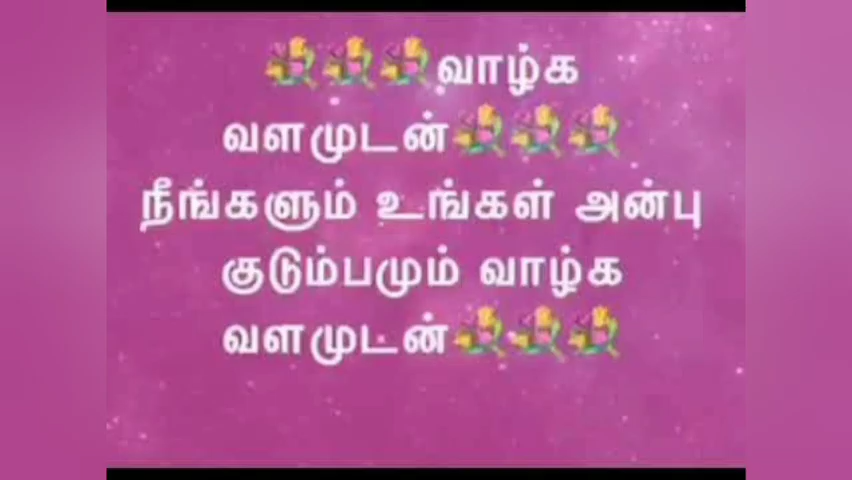 💐💐💐வாழ்க
வளமுடன்💐💐💐
நீங்களும் உங்கள் அன்பு
குடும்பமும் வாழ்க
வளமுடன்💐💐💐